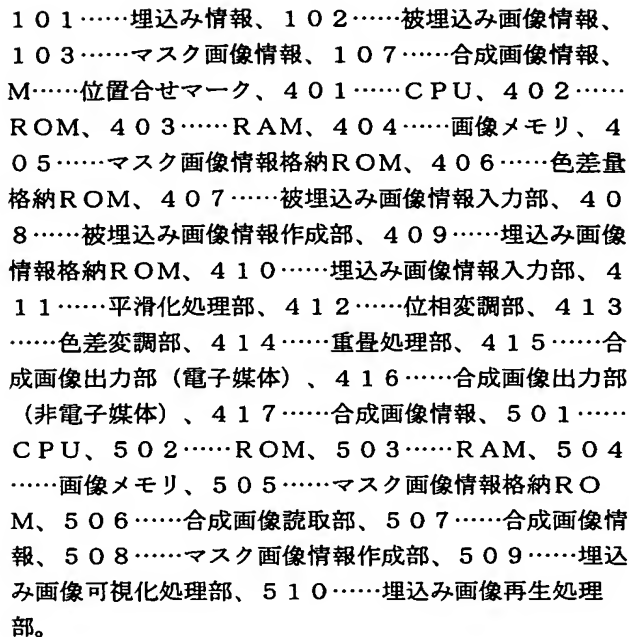 １０１……埋込み情報、１０２……被埋込み画像情報、
１０３……マスク画像情報、１０７……合成画像情報、
Ｍ……位置合せマーク、４０１……ＣＰＵ、４０２……
ＲＯＭ、４０３……ＲＡＭ、４０４……画像メモリ、４
０５……マスク画像情報格納ＲＯＭ、４０６……色差量
格納ＲＯＭ、４０７……被埋込み画像情報入力部、４０
８……被埋込み画像情報作成部、４０９……埋込み画像
情報格納ＲＯＭ、４１０……埋込み画像情報入力部、４
１１……平滑化処理部、４１２……位相変調部、４１３
……色差変調部、４１４……重畳処理部、４１５……合
成画像出力部（電子媒体）、４１６……合成画像出力部
（非電子媒体）、４１７……合成画像情報、５０１……
ＣＰＵ、５０２……ＲＯＭ、５０３……ＲＡＭ、５０４
……画像メモリ、５０５……マスク画像情報格納ＲＯ
Ｍ、５０６……合成画像読取部、５０７……合成画像情
報、５０８……マスク画像情報作成部、５０９……埋込
み画像可視化処理部、５１０……埋込み画像再生処理
部。